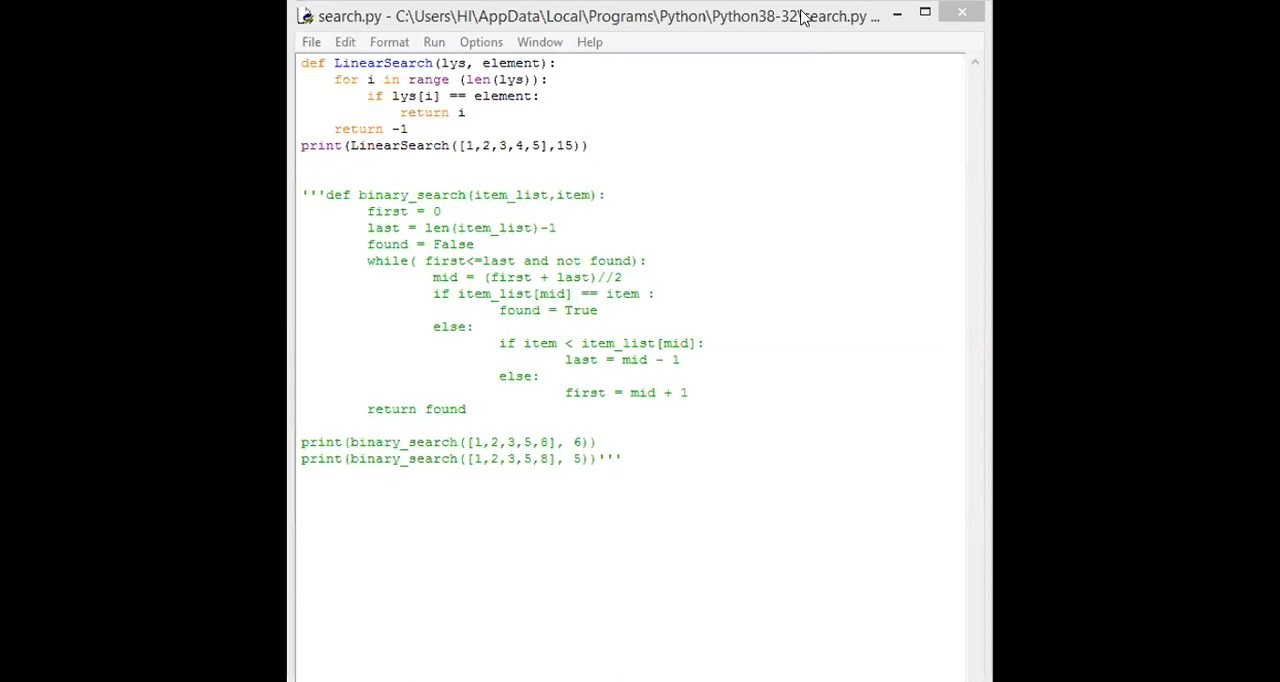 search.py - C:\Users\HI\AppData\Local\Programs\Python\Python38-32\search.py ...
File Edit Format Run Options Window Help
def LinearSearch(lys, element):
    for i in range (len(lys)):
        if lys[i] == element:
            return i
    return -1
print(LinearSearch([1,2,3,4,5],15))
'''def binary_search(item_list,item):
        first = 0
        last = len(item_list)-1
        found = False
        while( first<=last and not found):
                mid = (first + last)//2
                if item_list[mid] == item :
                        found = True
                else:
                        if item < item_list[mid]:
                                last = mid - 1
                        else:
                                first = mid + 1
        return found
print(binary_search([1,2,3,5,8], 6))
print(binary_search([1,2,3,5,8], 5))'''